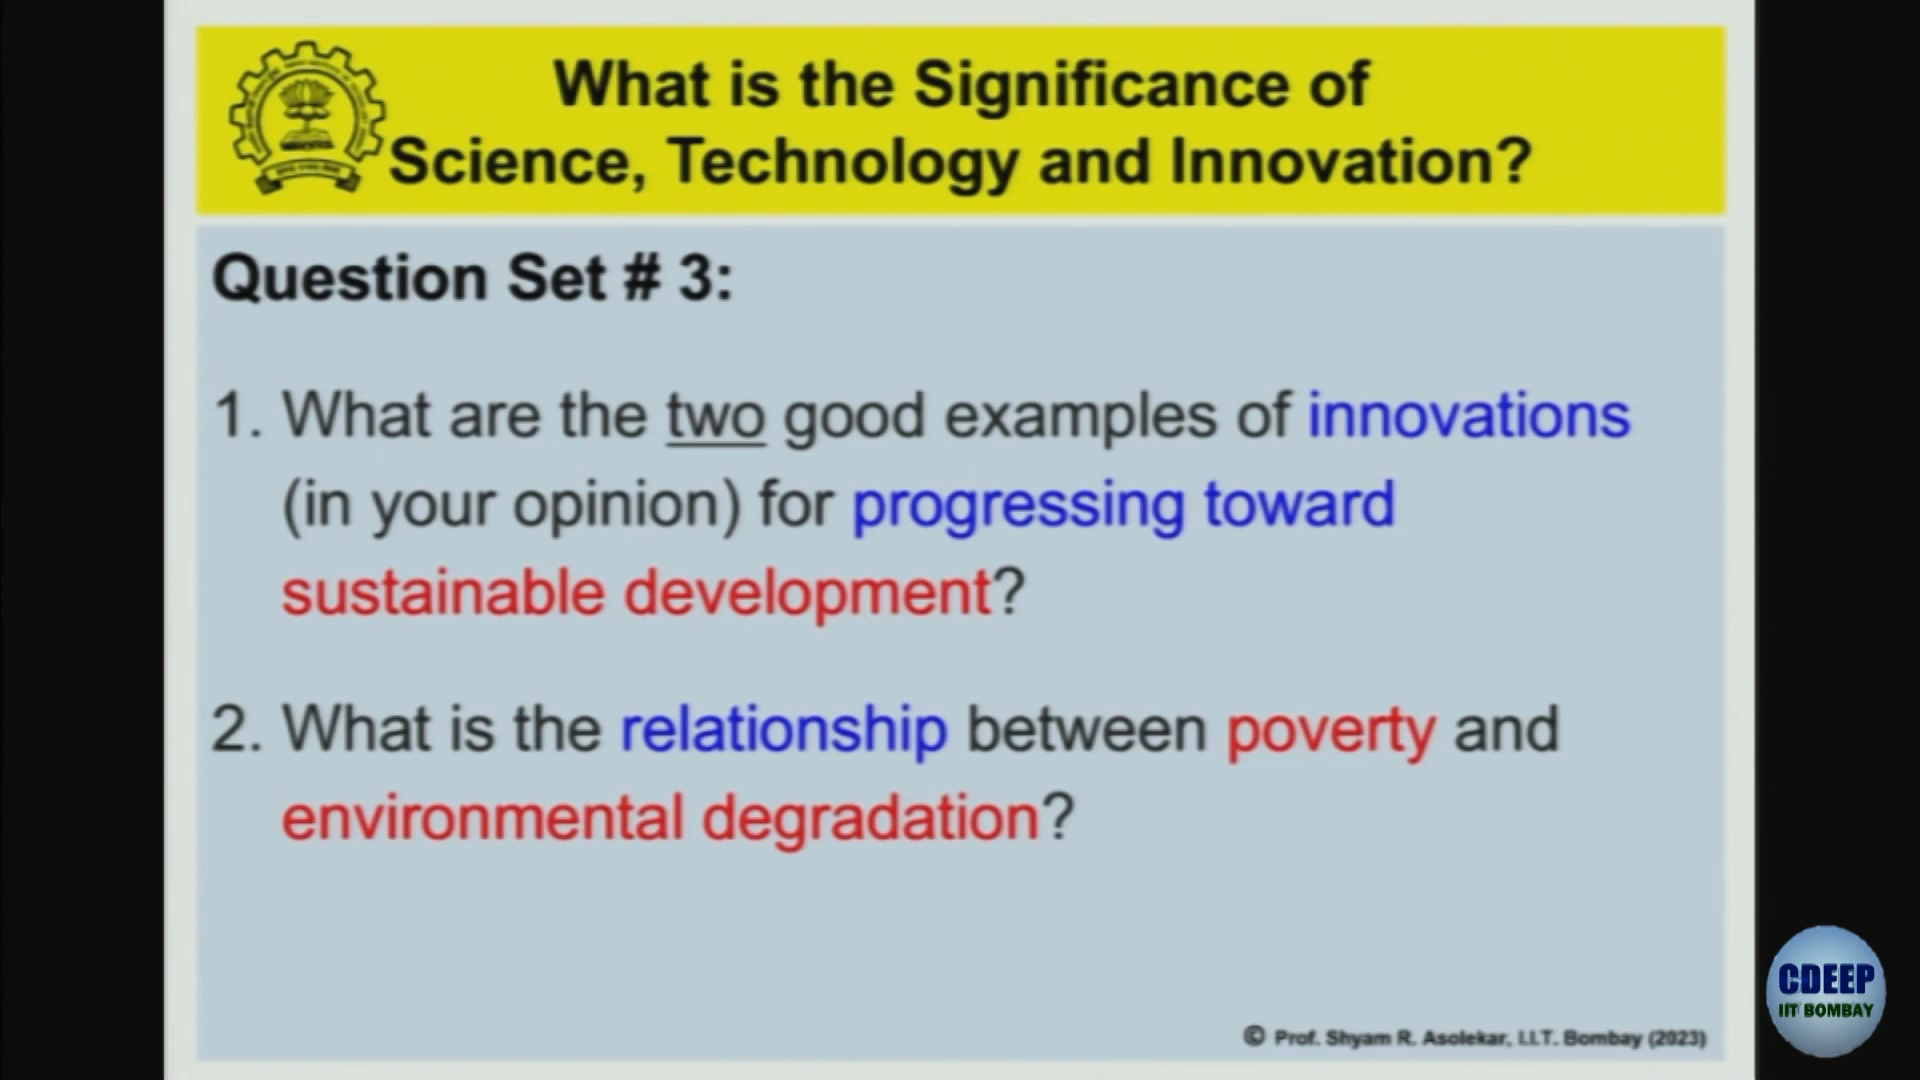 What is the Significance of
Science, Technology and Innovation?
Question Set # 3:
1. What are the two good examples of innovations
(in your opinion) for progressing toward
sustainable development?
2. What is the relationship between poverty and
environmental degradation?
© Prof. Shyam R. Asolekar, I.I.T. Bombay (2023)
CDEEP
IIT BOMBAY